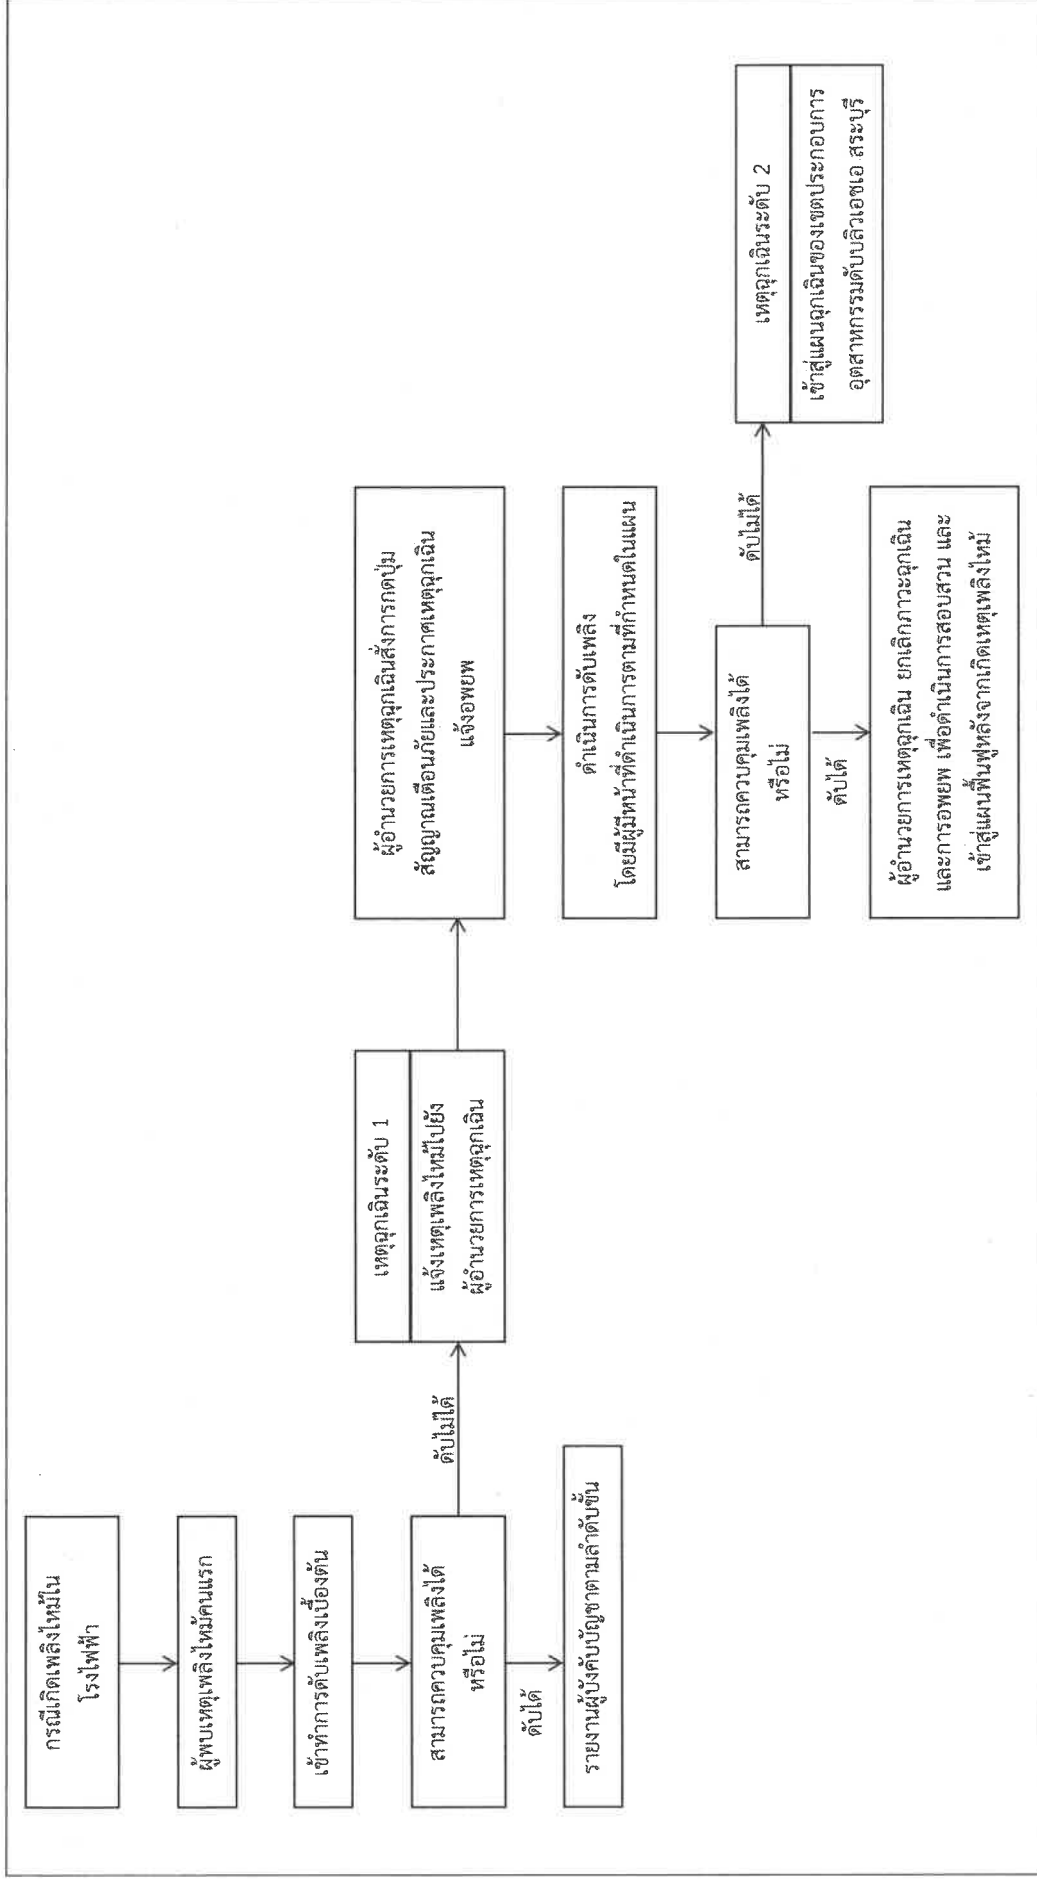 กรณีเกิดเพลิงไหม้ใน
โรงไฟฟ้า
ผู้พบเหตุเพลิงไหม้คนแรก
เข้าทำการดับเพลิงเบื้องต้น
สามารถควบคุมเพลิงได้
หรือไม่
ดับได้
รายงานผู้บังคับบัญชาตามลำดับขั้น
ดับไม่ได้
เหตุฉุกเฉินระดับ 1
แจ้งเหตุเพลิงไหม้ไปยัง
ผู้อำนวยการเหตุฉุกเฉิน
ผู้อำนวยการเหตุฉุกเฉินสั่งการกดปุ่ม
สัญญาณเตือนภัยและประกาศเหตุฉุกเฉิน
แจ้งอพยพ
ดำเนินการดับเพลิง
โดยมีผู้มีหน้าที่ดำเนินการตามที่กำหนดในแผน
สามารถควบคุมเพลิงได้
หรือไม่
ดับได้
ผู้อำนวยการเหตุฉุกเฉิน ยกเลิกภาวะฉุกเฉิน
และการอพยพ เพื่อดำเนินการสอบสวน และ
เข้าสู่แผนฟื้นฟูหลังจากเกิดเหตุเพลิงไหม้
ดับไม่ได้
เหตุฉุกเฉินระดับ 2
เข้าสู่แผนฉุกเฉินของเขตประกอบการ
อุตสาหกรรมดับบลิวเอชเอ สระบุรี